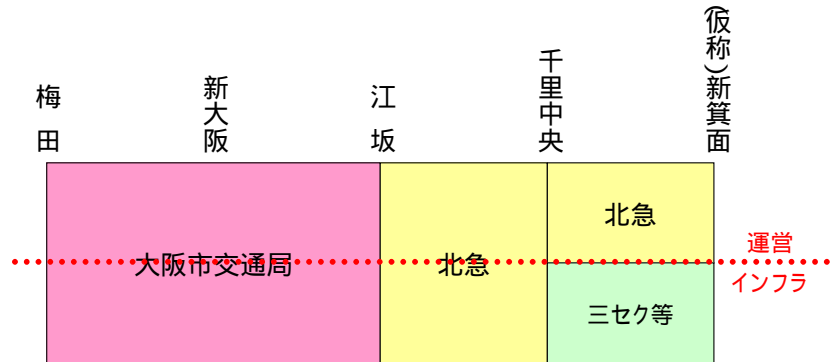 梅田
新大阪
江坂
千里中央
(仮称)新箕面
大阪市交通局
北急
北急
三セク等
運営
インフラ